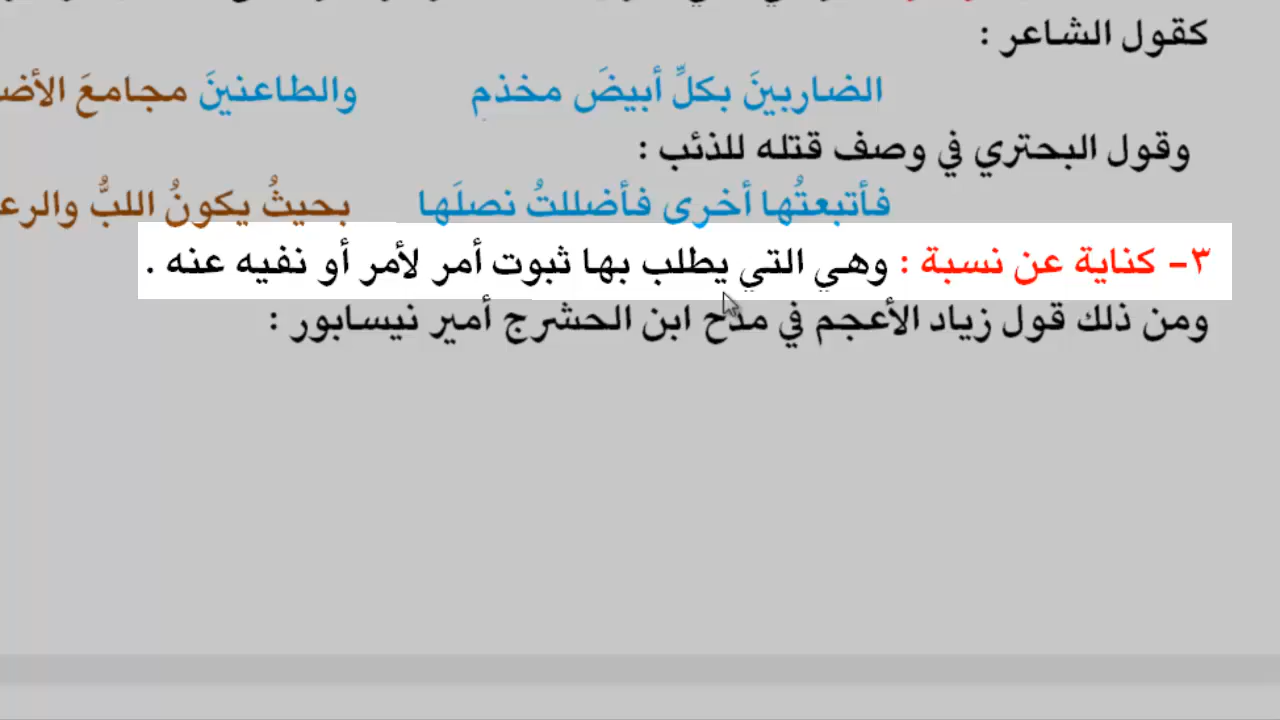 كقول الشاعر :
الضاربينَ بكلِّ أبيضَ مخذمِ والطاعنينَ مجامعَ
وقول البحتري في وصف قتله للذئب :
فأتبعتُها أخرى فأضللتُ نصلَها بحيثُ يكونُ اللبُّ
٣- كناية عن نسبة : وهي التي يطلب بها ثبوت أمر لأمر أو نفيه عنه .
ومن ذلك قول زياد الأعجم في مدح ابن الحشرج أمير نيسابور :